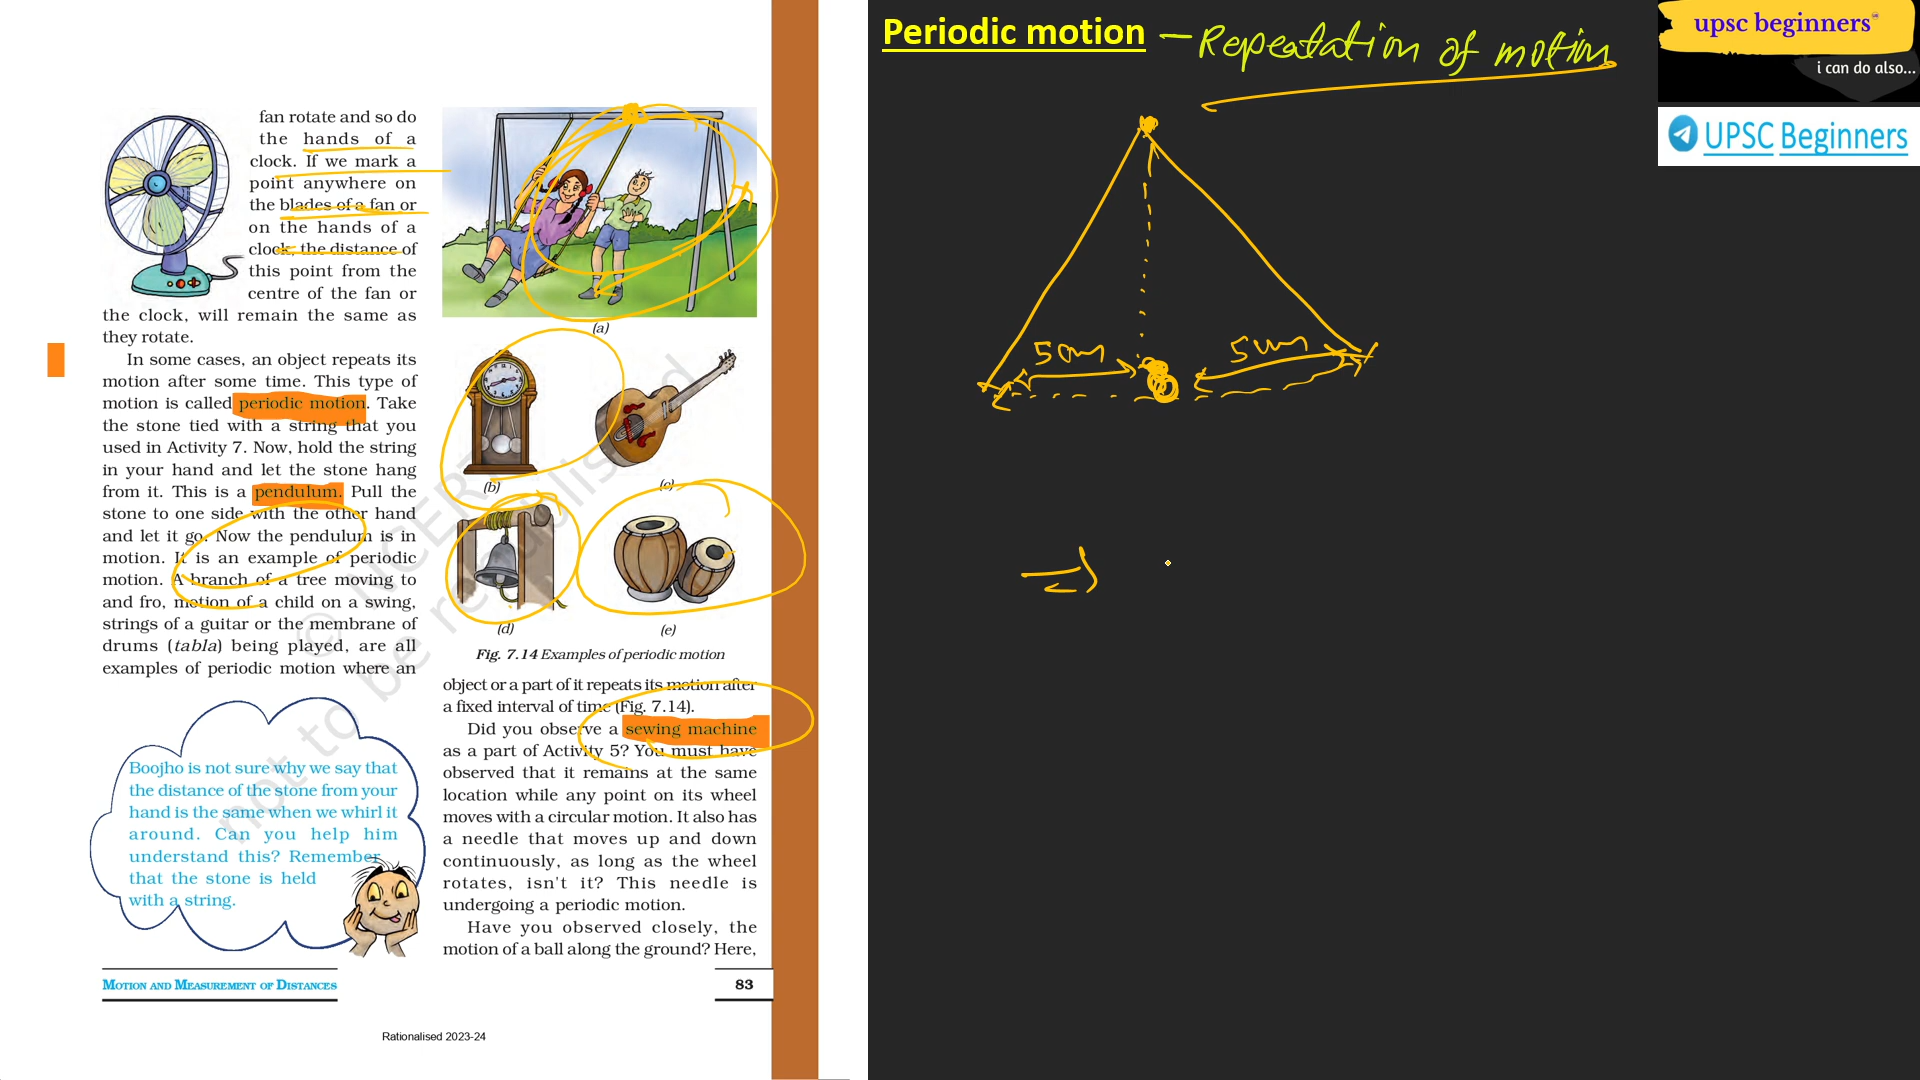 fan rotate and so do
the hands of a
clock. If we mark a
point anywhere on
the blades of a fan or
on the hands of a
clock, the distance of
this point from the
centre of the fan or
the clock, will remain the same as
they rotate.
In some cases, an object repeats its
motion after some time. This type of
motion is called periodic motion. Take
the stone tied with a string that you
used in Activity 7. Now, hold the string
in your hand and let the stone hang
from it. This is a pendulum. Pull the
stone to one side with the other hand
and let it go. Now the pendulum is in
motion. It is an example of periodic
motion. A branch of a tree moving to
and fro, motion of a child on a swing,
strings of a guitar or the membrane of
drums (tabla) being played, are all
examples of periodic motion where an
Boojho is not sure why we say that
the distance of the stone from your
hand is the same when we whirl it
around. Can you help him
understand this? Remember
that the stone is held
with a string.
(a)
(b)
(c)
(d)
(e)
Fig. 7.14 Examples of periodic motion
object or a part of it repeats its motion after
a fixed interval of time (Fig. 7.14).
Did you observe a sewing machine
as a part of Activity 5? You must have
observed that it remains at the same
location while any point on its wheel
moves with a circular motion. It also has
a needle that moves up and down
continuously, as long as the wheel
rotates, isn't it? This needle is
undergoing a periodic motion.
Have you observed closely, the
motion of a ball along the ground? Here,
MOTION AND MEASUREMENT OF DISTANCES
83
Rationalised 2023-24
© NCERT
not to be republished
Periodic motion - Repeatation of motion
5cm
5cm
upsc beginners
i can do also...
UPSC Beginners